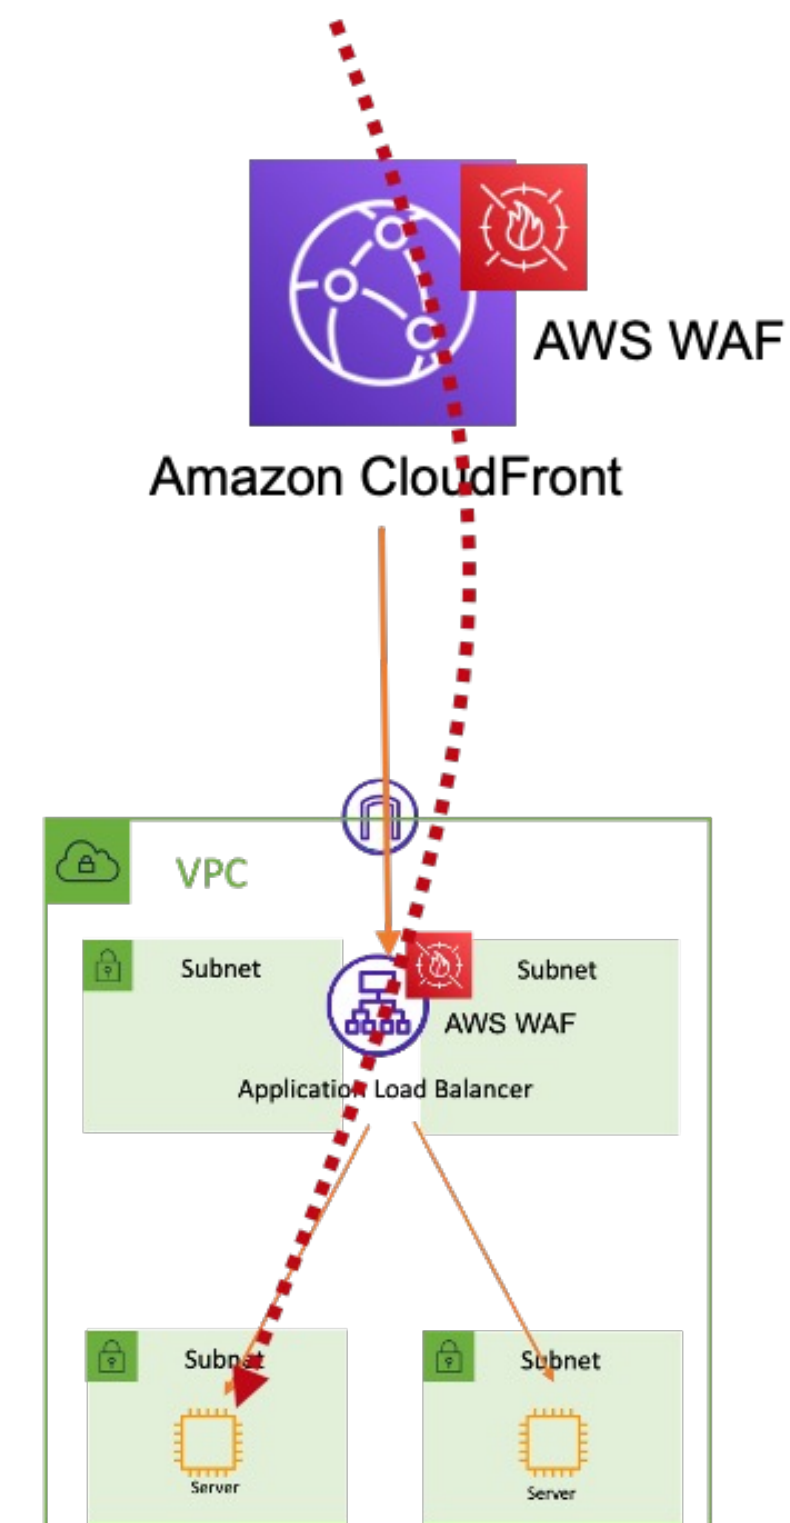 AWS WAF
Amazon CloudFront
VPC
Subnet
Subnet
AWS WAF
Application Load Balancer
Subnet
Subnet
Server
Server